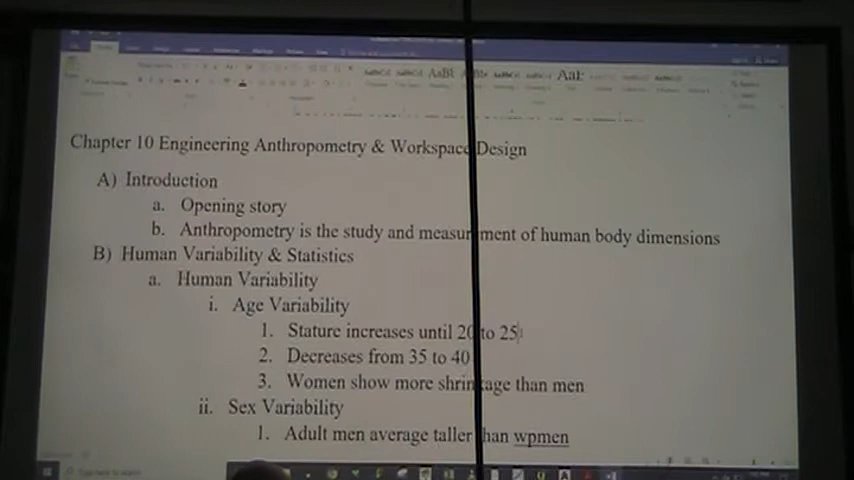 Chapter 10 Engineering Anthropometry & Workspace Design
A) Introduction
a. Opening story
b. Anthropometry is the study and measurement of human body dimensions
B) Human Variability & Statistics
a. Human Variability
i. Age Variability
1. Stature increases until 20 to 25
2. Decreases from 35 to 40
3. Women show more shrinkage than men
ii. Sex Variability
1. Adult men average taller than wpmen